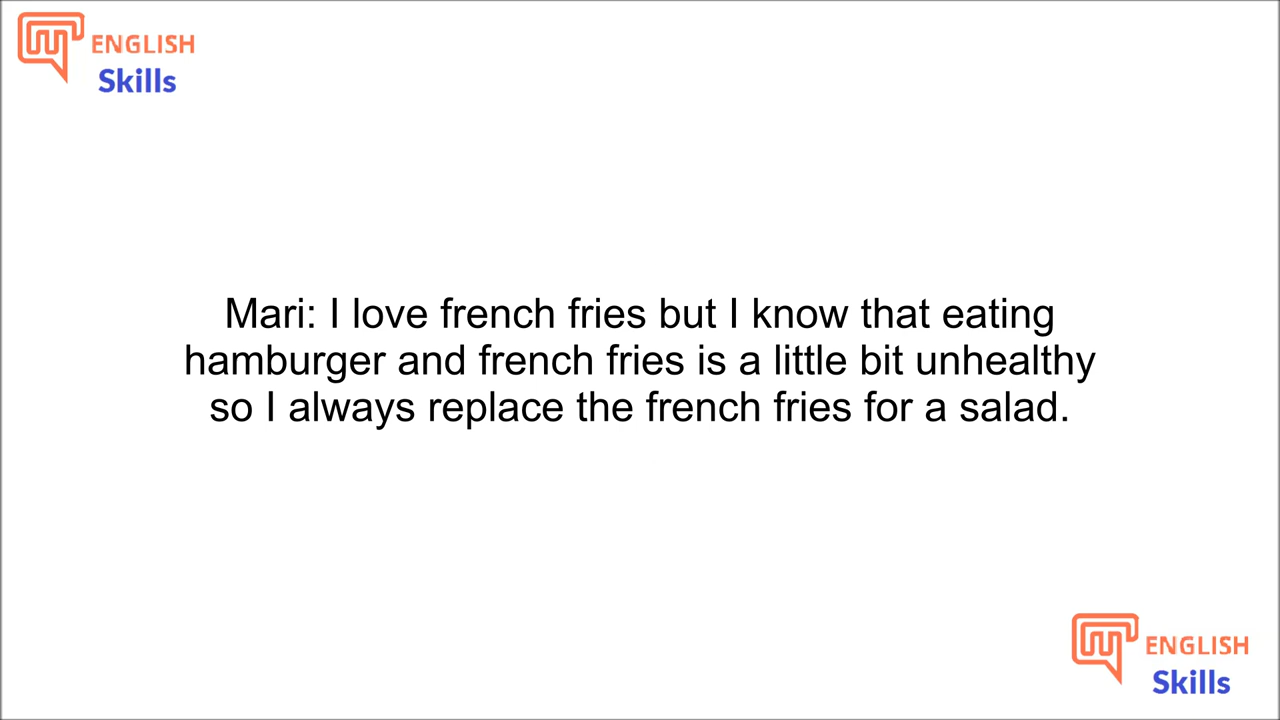 ENGLISH
Skills
Mari: I love french fries but I know that eating
hamburger and french fries is a little bit unhealthy
so I always replace the french fries for a salad.
ENGLISH
Skills